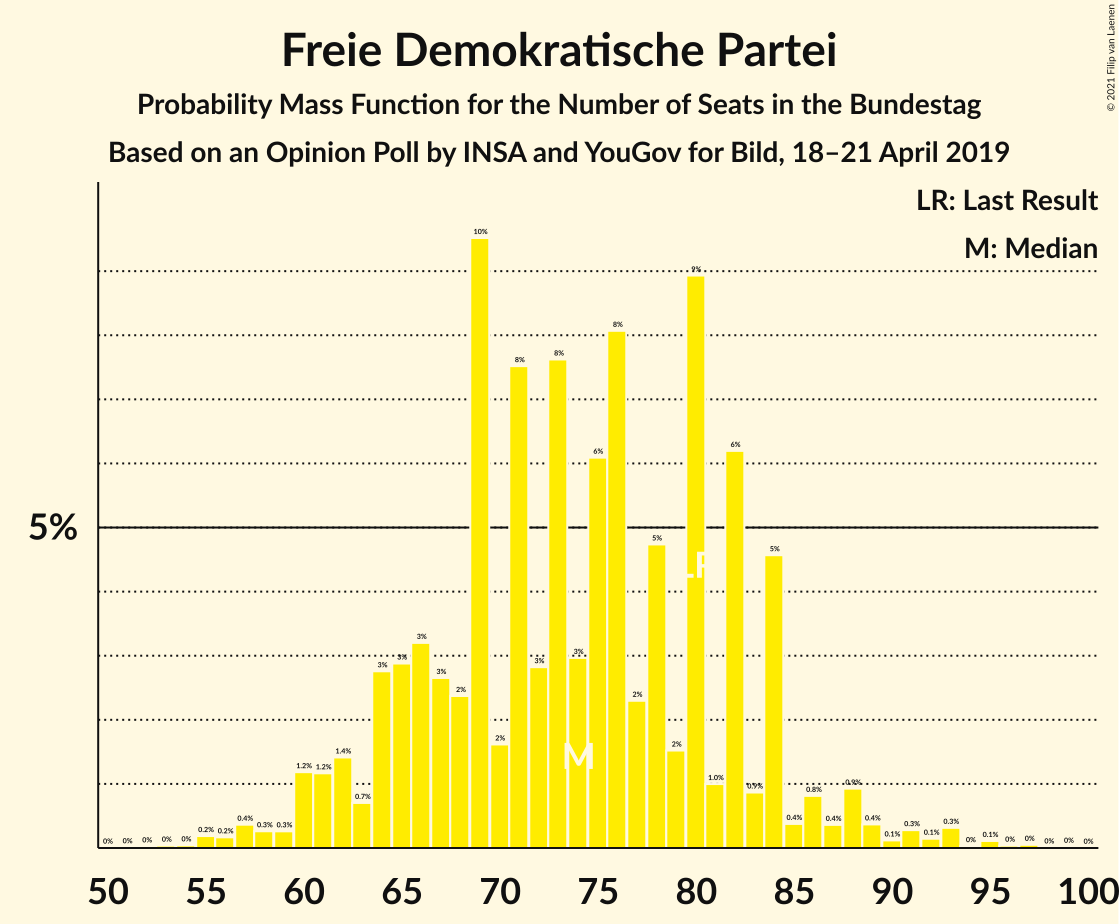 Freie Demokratische Partei
Probability Mass Function for the Number of Seats in the Bundestag
Based on an Opinion Poll by INSA and YouGov for Bild, 18–21 April 2019
© 2021 Filip van Laenen
LR: Last Result
M: Median
5%
0% 0% 0% 0% 0% 0.2% 0.2% 0.4% 0.3% 0.3% 1.2% 1.2% 1.4% 0.7% 3% 3% 3% 3% 2% 10% 2% 8% 3% 8% 3% 6% 8% 2% 5% 2% 9% 1.0% 6% 0.9% 5% 0.4% 0.8% 0.4% 0.9% 0.4% 0.1% 0.3% 0.1% 0.3% 0% 0.1% 0% 0% 0% 0% 0%
LR
M
50 55 60 65 70 75 80 85 90 95 100